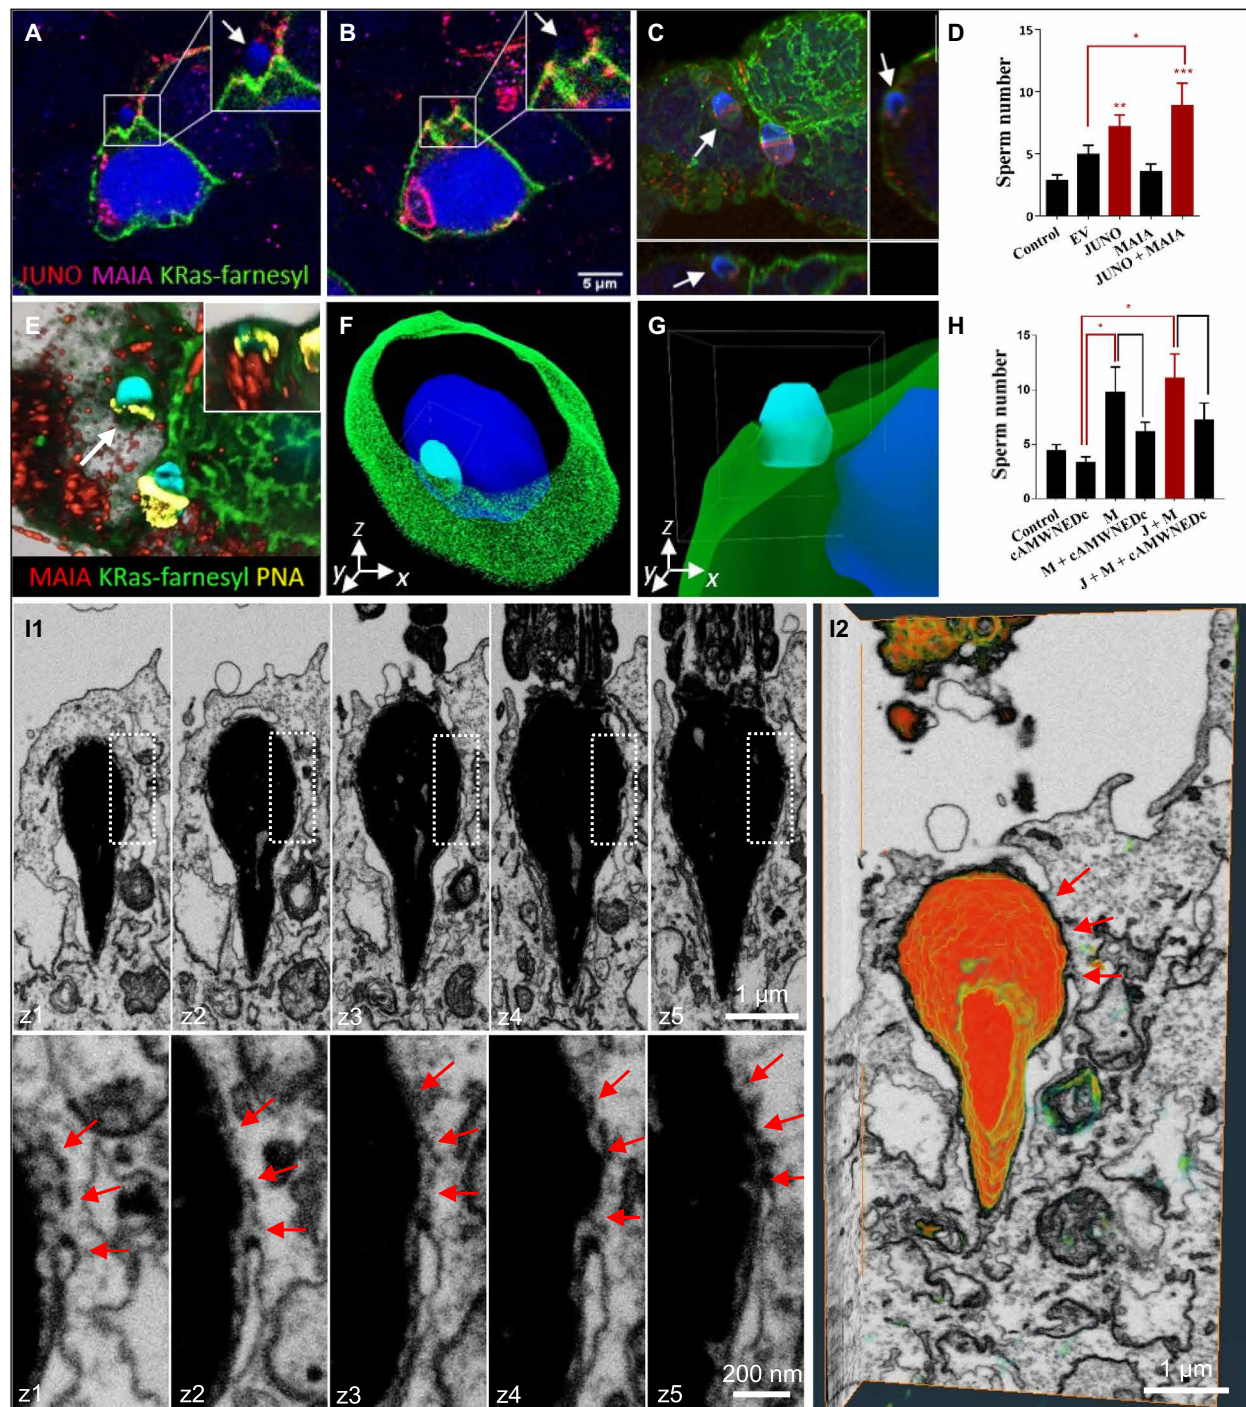 A
B
C
D
JUNO MAIA KRas-farnesyl
5 µm
Sperm number
15
10
5
0
*
**
***
Control
EV
JUNO
MAIA
JUNO + MAIA
E
F
G
H
MAIA KRas-farnesyl PNA
z
y
x
z
y
x
Sperm number
15
10
5
0
*
*
Control
cAMWNEDc
M
M + cAMWNEDc
J + M
J + M + cAMWNEDc
I1
z1
z2
z3
z4
z5
1 µm
z1
z2
z3
z4
z5
200 nm
I2
1 µm